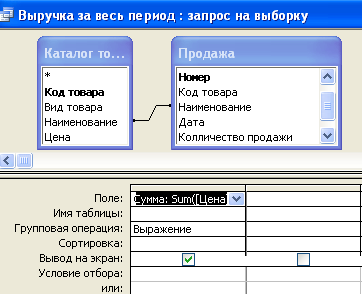 Выручка за весь период : запрос на выборку
Каталог то...
*
Код товара
Вид товара
Наименование
Цена
Продажа
Номер
Код товара
Наименование
Дата
Колличество продажи
Поле: Сумма: Sum([Цена
Имя таблицы:
Групповая операция: Выражение
Сортировка:
Вывод на экран:
Условие отбора:
или: